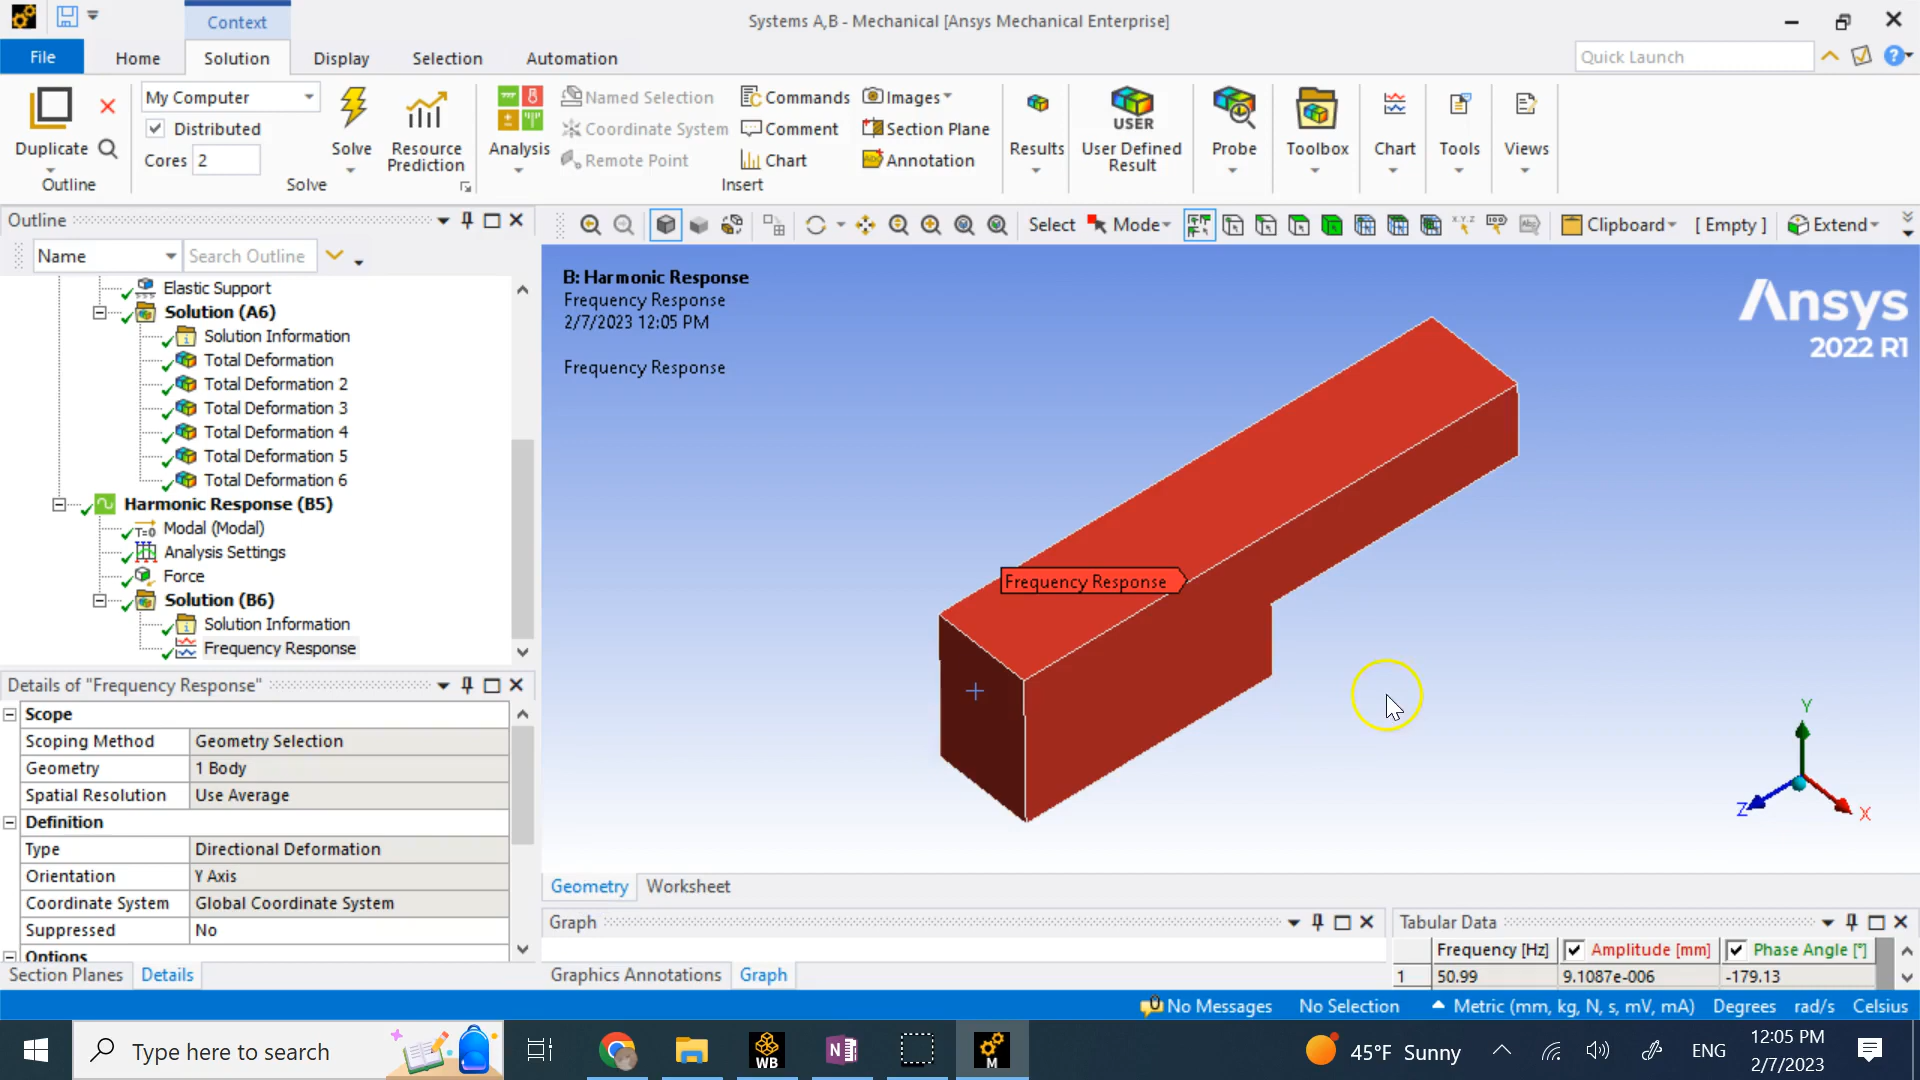 Context
Systems A,B - Mechanical [Ansys Mechanical Enterprise]
File
Home
Solution
Display
Selection
Automation
Quick Launch
Duplicate
Outline
My Computer
Distributed
Cores 2
Solve
Resource
Prediction
Solve
Analysis
Named Selection
Coordinate System
Remote Point
Commands
Comment
Chart
Images
Section Plane
Annotation
Insert
Results
USER
User Defined
Result
Probe
Toolbox
Chart
Tools
Views
Outline
Name
Search Outline
Select
Mode
Clipboard
[ Empty ]
Extend
Elastic Support
Solution (A6)
Solution Information
Total Deformation
Total Deformation 2
Total Deformation 3
Total Deformation 4
Total Deformation 5
Total Deformation 6
Harmonic Response (B5)
Modal (Modal)
Analysis Settings
Force
Solution (B6)
Solution Information
Frequency Response
B: Harmonic Response
Frequency Response
2/7/2023 12:05 PM
Frequency Response
Ansys
2022 R1
Frequency Response
Y
Z
X
Details of "Frequency Response"
Scope
Scoping Method Geometry Selection
Geometry 1 Body
Spatial Resolution Use Average
Definition
Type Directional Deformation
Orientation Y Axis
Coordinate System Global Coordinate System
Suppressed No
Options
Section Planes
Details
Geometry
Worksheet
Graph
Graphics Annotations
Graph
Tabular Data
Frequency [Hz] Amplitude [mm] Phase Angle [°]
1 50.99 9.1087e-006 -179.13
No Messages
No Selection
Metric (mm, kg, N, s, mV, mA)
Degrees
rad/s
Celsius
Type here to search
WB
N
M
45°F Sunny
ENG
12:05 PM
2/7/2023